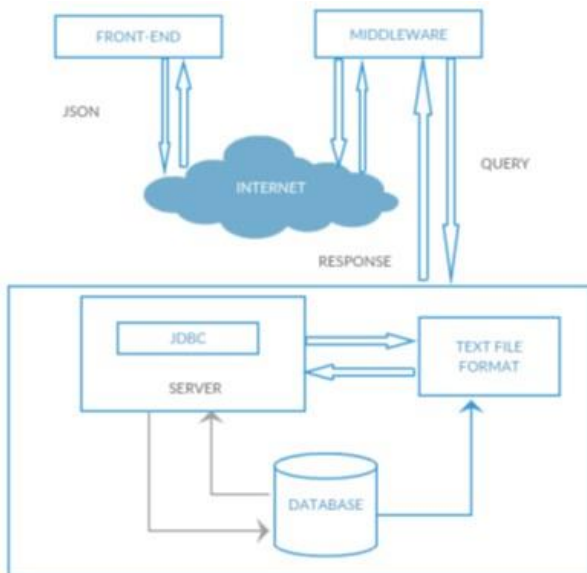 FRONT-END
MIDDLEWARE
JSON
INTERNET
QUERY
RESPONSE
JDBC
SERVER
TEXT FILE
FORMAT
DATABASE